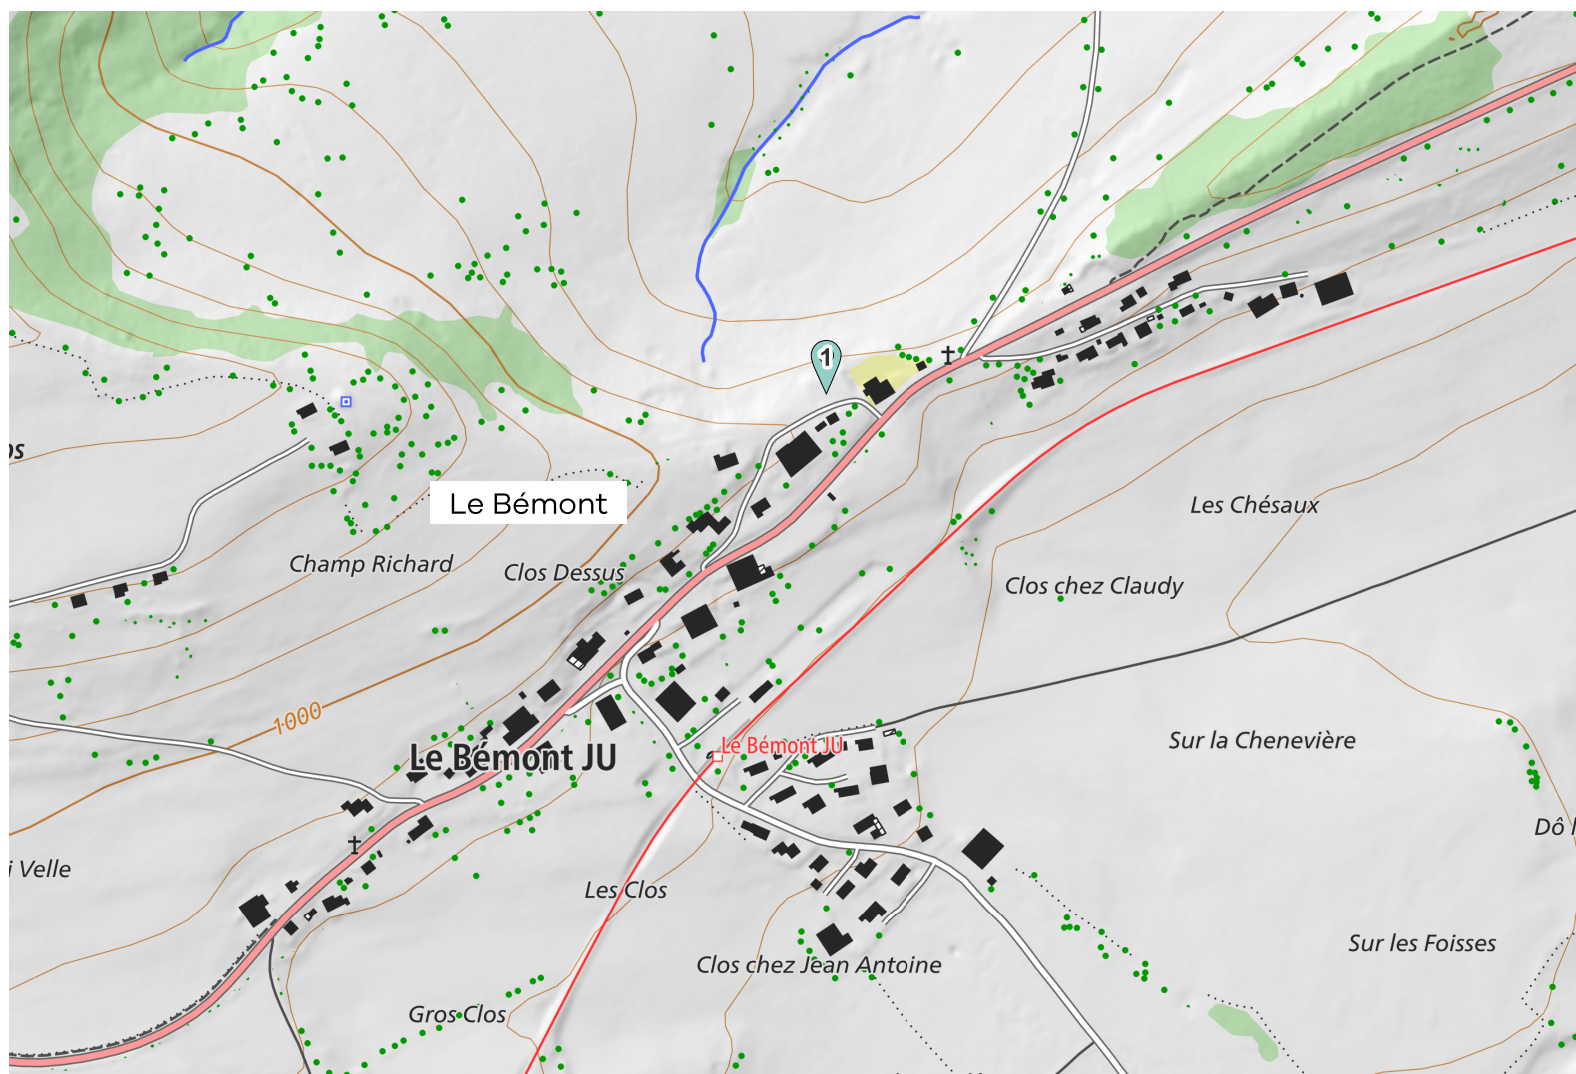 1
Le Bémont
Les Chésaux
Champ Richard
Clos Dessus
Clos chez Claudy
1000
Le Bémont JU
Le Bémont JU
Sur la Chenevière
Velle
Les Clos
Sur les Foisses
Clos chez Jean Antoine
Gros Clos